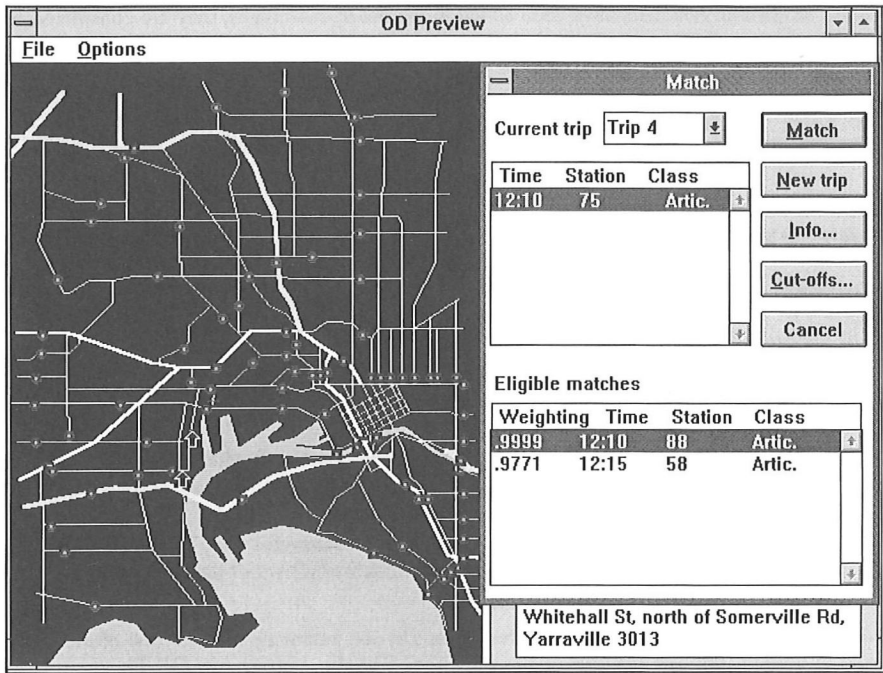 OD Preview
File Options
Match
Current trip Trip 4
Match
Time Station Class
12:10 75 Artic.
New trip
Info...
Cut-offs...
Cancel
Eligible matches
Weighting Time Station Class
.9999 12:10 88 Artic.
.9771 12:15 58 Artic.
Whitehall St, north of Somerville Rd,
Yarraville 3013